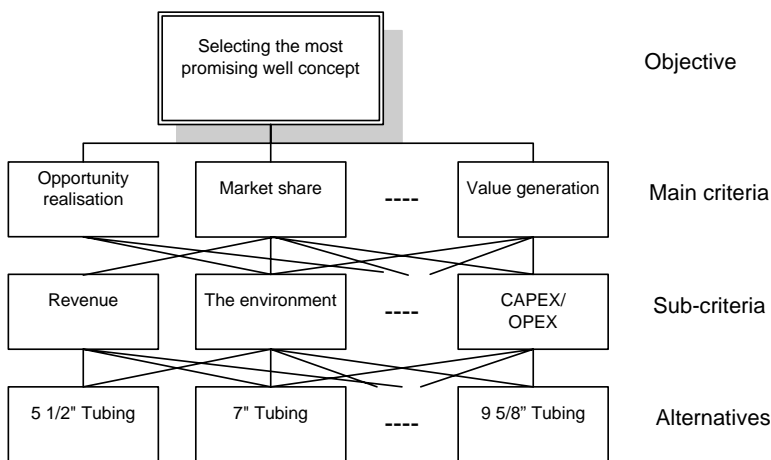 Selecting the most
promising well concept
Objective
Opportunity
realisation
Market share
----
Value generation
Main criteria
Revenue
The environment
----
CAPEX/
OPEX
Sub-criteria
5 1/2" Tubing
7" Tubing
----
9 5/8” Tubing
Alternatives